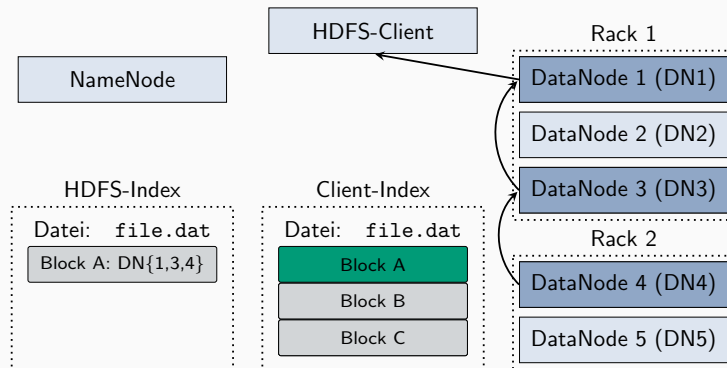 HDFS-Client
NameNode
Rack 1
DataNode 1 (DN1)
DataNode 2 (DN2)
DataNode 3 (DN3)
Rack 2
DataNode 4 (DN4)
DataNode 5 (DN5)
HDFS-Index
Datei: file.dat
Block A: DN{1,3,4}
Client-Index
Datei: file.dat
Block A
Block B
Block C